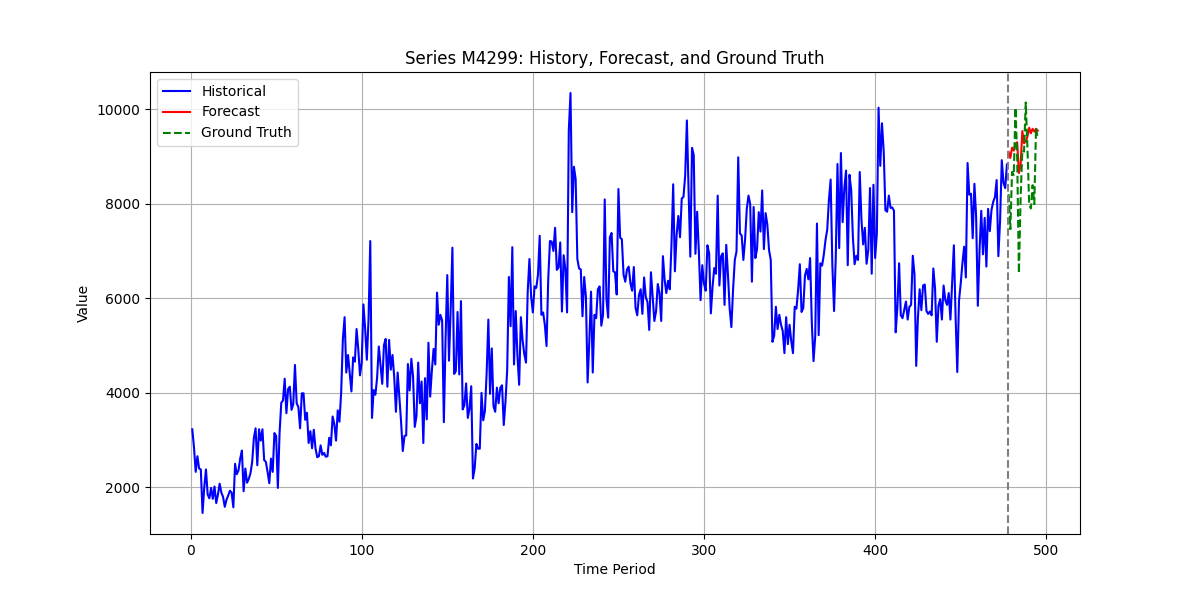 Series M4299: History, Forecast, and Ground Truth
Historical
Forecast
Ground Truth
10000
8000
6000
4000
2000
Value
0
100
200
300
400
500
Time Period